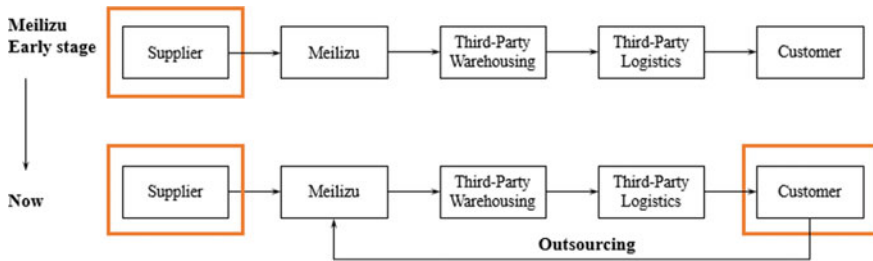 Meilizu
Early stage
Supplier
Meilizu
Third-Party
Warehousing
Third-Party
Logistics
Customer
Now
Supplier
Meilizu
Third-Party
Warehousing
Third-Party
Logistics
Customer
Outsourcing